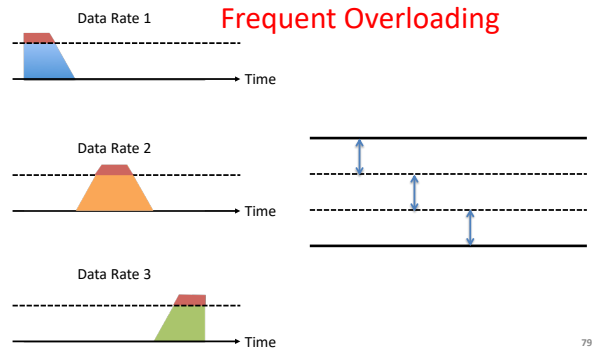 Frequent Overloading
Data Rate 1
Time
Data Rate 2
Time
Data Rate 3
Time
79